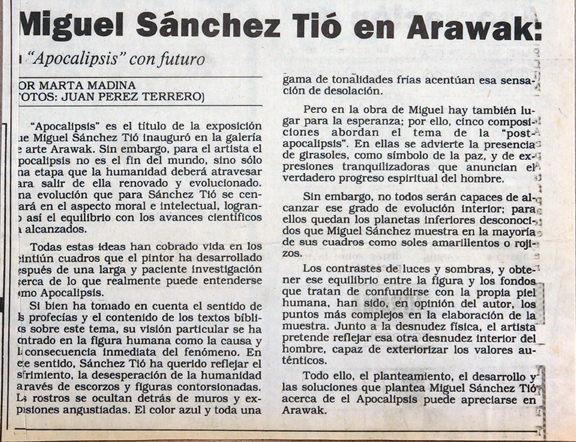 Miguel Sánchez Tió en Arawak:
"Apocalipsis" con futuro
OR MARTA MADINA
OTOS: JUAN PEREZ TERRERO)
"Apocalipsis" es el título de la exposición
ue Miguel Sánchez Tió inauguró en la galería
e arte Arawak. Sin embargo, para el artista el
pocalipsis no es el fin del mundo, sino sólo
na etapa que la humanidad deberá atravesar
ara salir de ella renovado y evolucionado.
na evolución que para Sánchez Tió se cen-
ará en el aspecto moral e intelectual, logran-
o así el equilibrio con los avances científicos
a alcanzados.
Todas estas ideas han cobrado vida en los
intiún cuadros que el pintor ha desarrollado
espués de una larga y paciente investigación
cerca de lo que realmente puede entenderse
omo Apocalipsis.
Si bien ha tomado en cuenta el sentido de
s profecías y el contenido de los textos bíbli-
s sobre este tema, su visión particular se ha
ntrado en la figura humana como la causa y
consecuencia inmediata del fenómeno. En
e sentido, Sánchez Tió ha querido reflejar el
frimiento, la desesperación de la humanidad
través de escorzos y figuras contorsionadas.
L s rostros se ocultan detrás de muros y ex-
p siones angustiadas. El color azul y toda una
gama de tonalidades frías acentúan esa sensa-
ción de desolación.
Pero en la obra de Miguel hay también lu-
gar para la esperanza; por ello, cinco composi-
ciones abordan el tema de la "post-
apocalipsis". En ellas se advierte la presencia
de girasoles, como símbolo de la paz, y de ex-
presiones tranquilizadoras que anuncian el
verdadero progreso espiritual del hombre.
Sin embargo, no todos serán capaces de al-
canzar ese grado de evolución interior; para
ellos quedan los planetas inferiores desconoci-
dos que Miguel Sánchez muestra en la mayoría
de sus cuadros como soles amarillentos o roji-
zos.
Los contrastes de luces y sombras, y obte-
ner ese equilibrio entre la figura y los fondos
que tratan de confundirse con la propia piel
humana, han sido, en opinión del autor, los
puntos más complejos en la elaboración de la
muestra. Junto a la desnudez física, el artista
pretende reflejar esa otra desnudez interior del
hombre, capaz de exteriorizar los valores au-
ténticos.
Todo ello, el planteamiento, el desarrollo y
las soluciones que plantea Miguel Sánchez Tió
acerca de el Apocalipsis puede apreciarse en
Arawak.